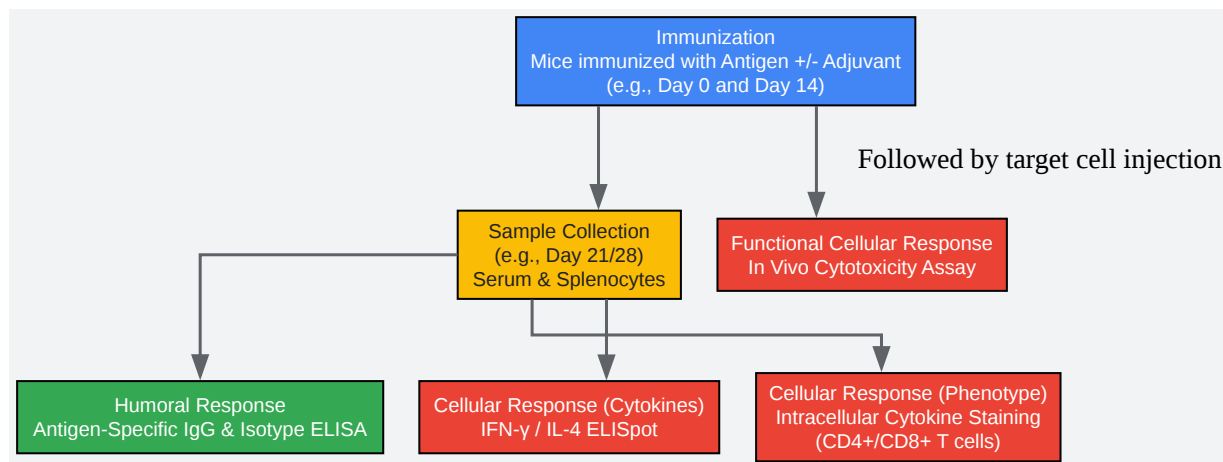 Immunization
Mice immunized with Antigen +/- Adjuvant
(e.g., Day 0 and Day 14)
Followed by target cell injection
Sample Collection
(e.g., Day 21/28)
Serum & Splenocytes
Functional Cellular Response
In Vivo Cytotoxicity Assay
Humoral Response
Antigen-Specific IgG & Isotype ELISA
Cellular Response (Cytokines)
IFN-γ / IL-4 ELISpot
Cellular Response (Phenotype)
Intracellular Cytokine Staining
(CD4+/CD8+ T cells)